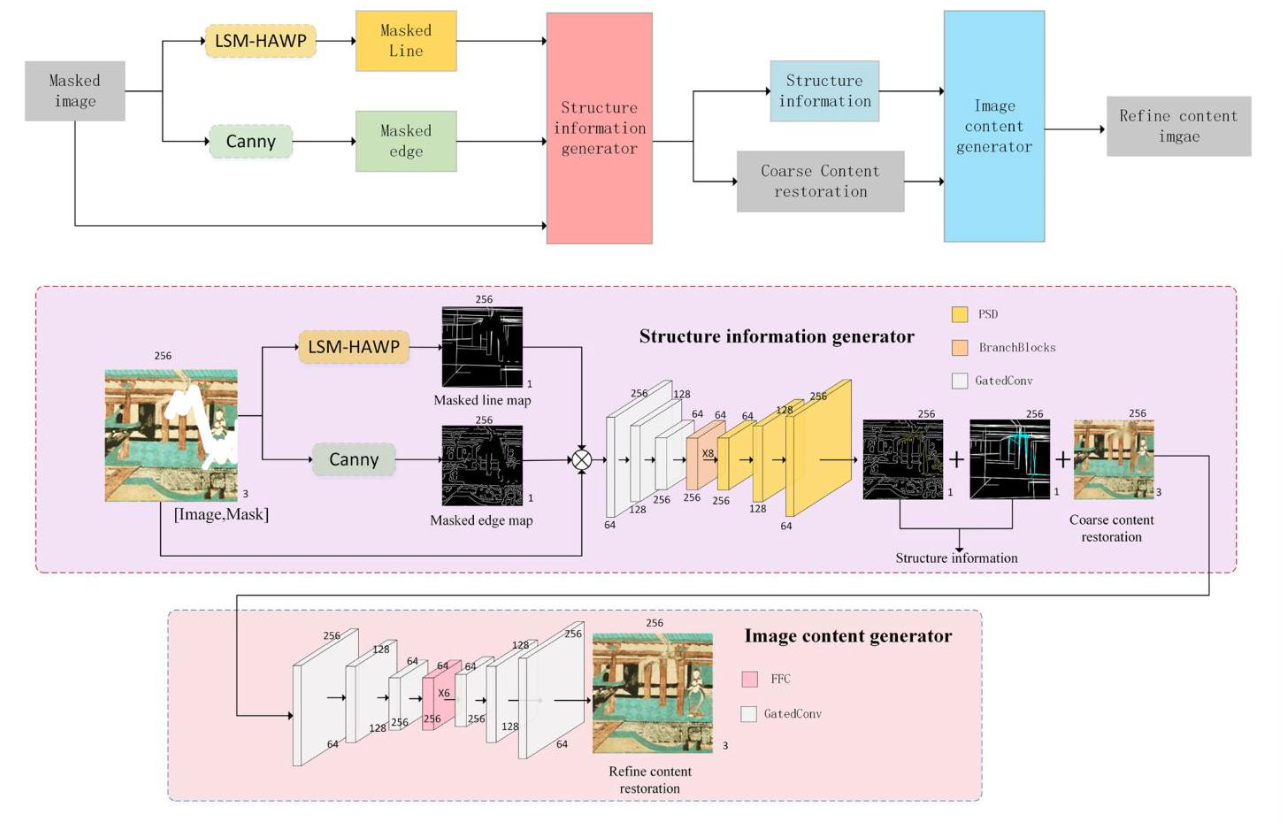 LSM-HAWP
Masked
Line
Masked
image
Canny
Masked
edge
Structure
information
generator
Structure
information
Coarse Content
restoration
Image
content
generator
Refine content
imgae
256
3
[Image,Mask]
LSM-HAWP
Canny
256
1
Masked line map
256
1
Masked edge map
Structure information generator
PSD
BranchBlocks
GatedConv
256
64
128
128
256
64
256
X8
64
256
64
128
128
256
64
256
1
256
1
Structure information
256
3
Coarse content
restoration
256
64
128
128
64
256
64
X6
256
64
256
128
128
256
64
256
3
Refine content
restoration
Image content generator
FFC
GatedConv